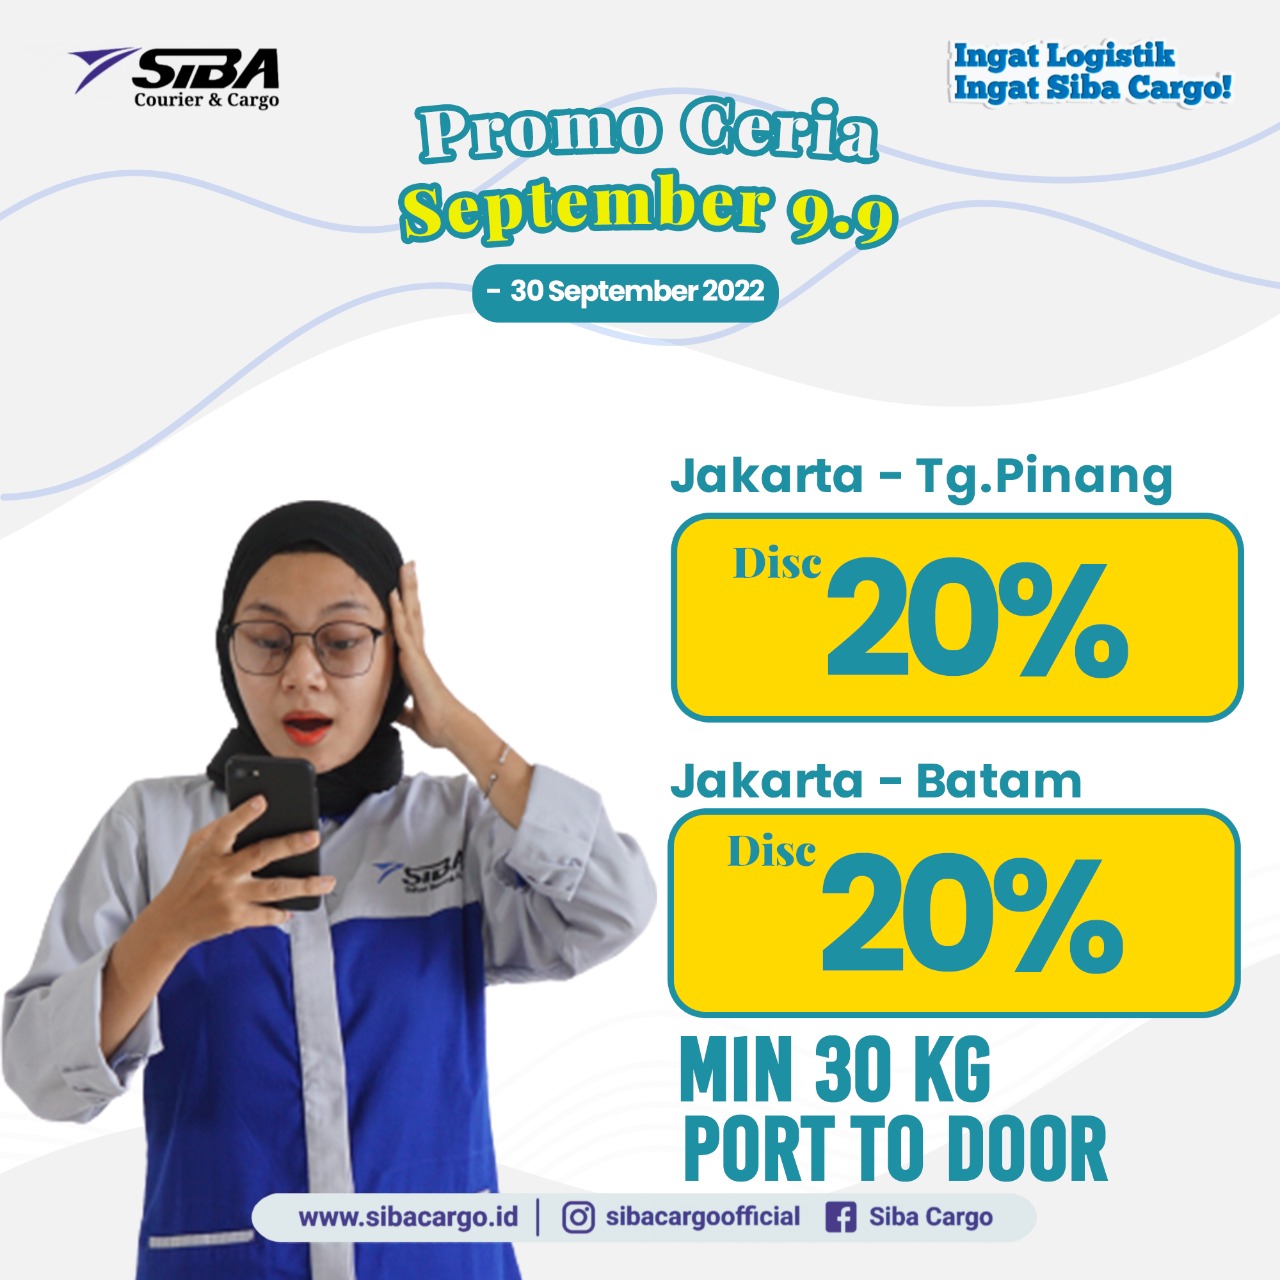 SiBA
Courier & Cargo
Ingat Logistik
Ingat Siba Cargo!
Promo Ceria
September 9.9
- 30 September 2022
Jakarta - Tg.Pinang
Disc 20%
Jakarta - Batam
Disc 20%
SiBA
MIN 30 KG
PORT TO DOOR
www.sibacargo.id | sibacargoofficial Siba Cargo